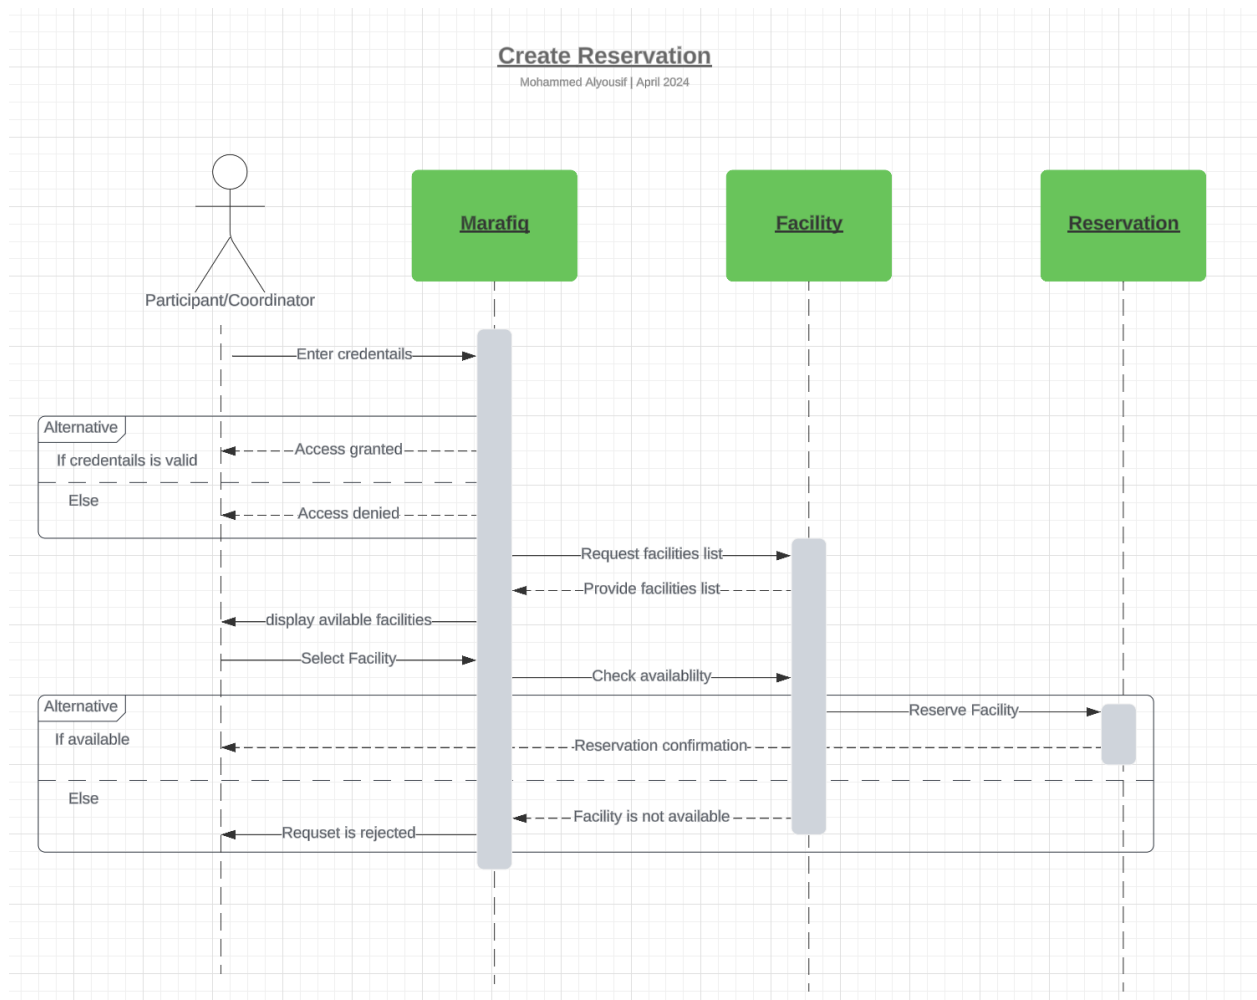 Create Reservation
Mohammed Alyousif | April 2024
Marafiq
Facility
Reservation
Participant/Coordinator
Enter credentails
Alternative
Access granted
If credentails is valid
Else
Access denied
Request facilities list
Provide facilities list
display avilable facilities
Select Facility
Check availablilty
Alternative
Reserve Facility
If available
Reservation confirmation
Else
Facility is not available
Requset is rejected